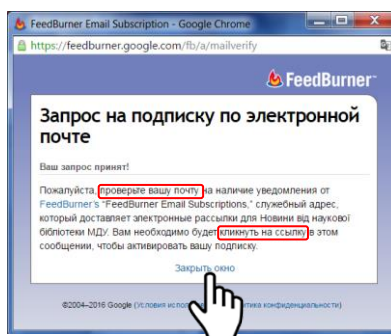 FeedBurner Email Subscription - Google Chrome
https://feedburner.google.com/fb/a/mailverify
FeedBurner
Запрос на подписку по электронной
почте
Ваш запрос принят!
Пожалуйста, проверьте вашу почту на наличие уведомления от
FeedBurner's "FeedBurner Email Subscriptions," служебный адрес,
который доставляет электронные рассылки для Новини від наукової
бібліотеки МДУ. Вам необходимо будет кликнуть на ссылку в этом
сообщении, чтобы активировать вашу подписку.
Закрыть окно
©2004–2016 Google (Условия конфиденциальности)